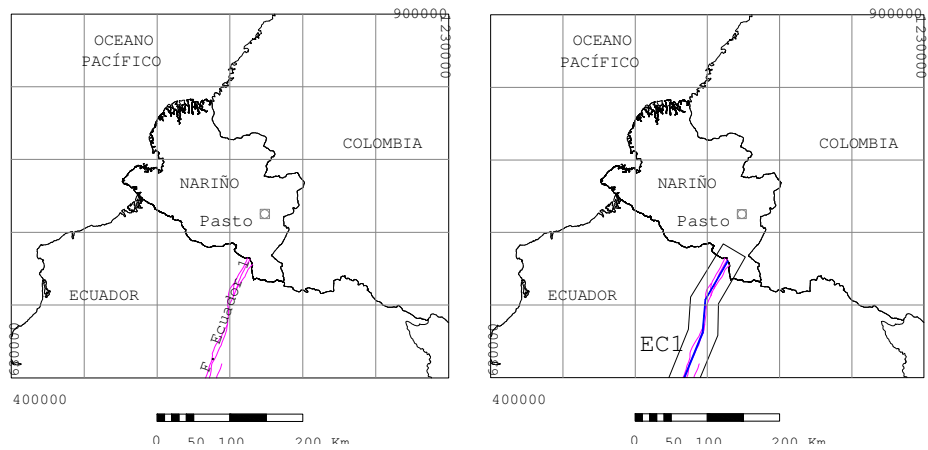 900000
1230000
OCEANO
PACÍFICO
COLOMBIA
NARIÑO
Pasto
ECUADOR
F. Ecuador 1
400000
0 50 100 200 Km
900000
1230000
OCEANO
PACÍFICO
COLOMBIA
NARIÑO
Pasto
ECUADOR
EC1
400000
0 50 100 200 Km